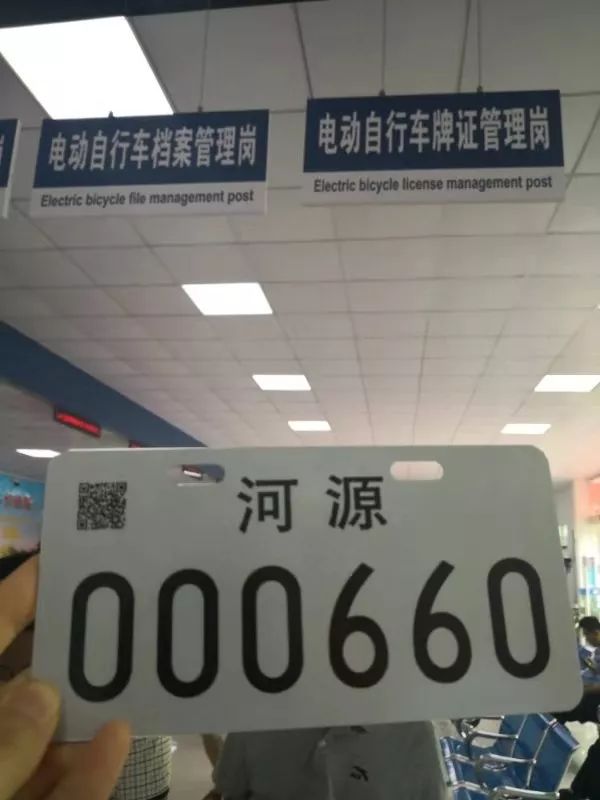 电动自行车档案管理岗
Electric bicycle file management post
电动自行车牌证管理岗
Electric bicycle license management post
河源
000660